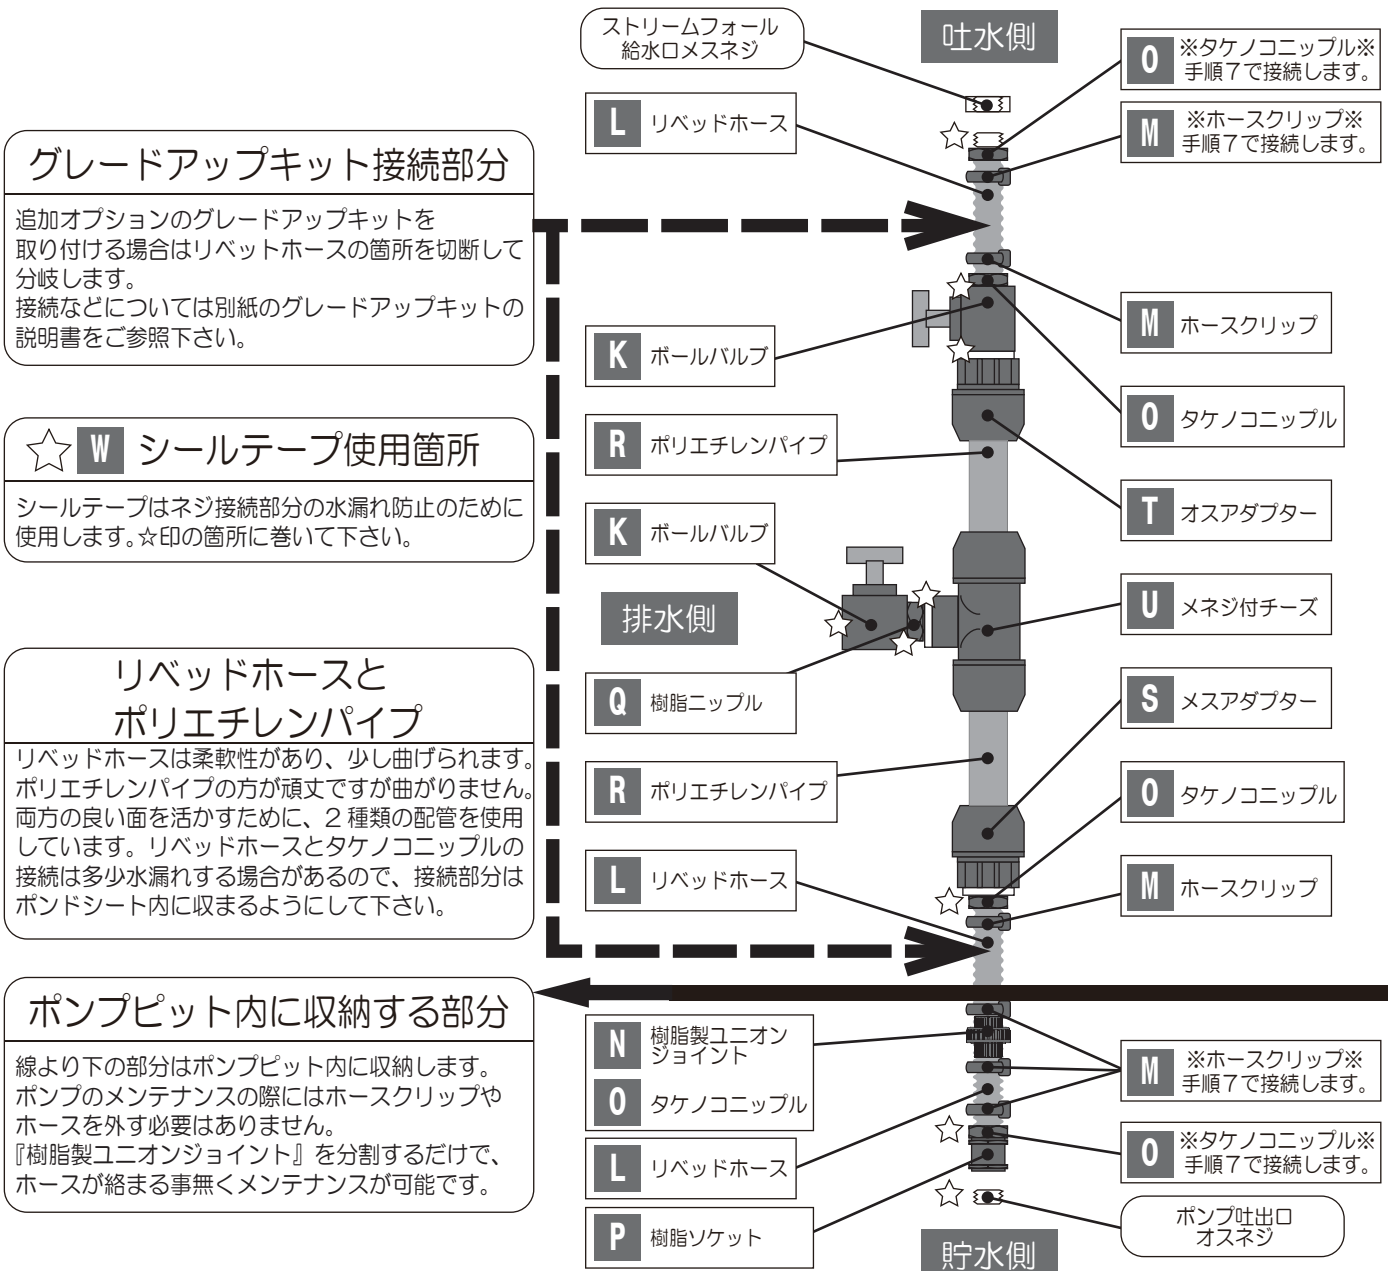 ストリームフォール
給水口メスネジ
吐水側
O ※タケノコニップル※
手順7で接続します。
L リベッドホース
M ※ホースクリップ※
手順7で接続します。
グレードアップキット接続部分
追加オプションのグレードアップキットを
取り付ける場合はリベットホースの箇所を切断して
分岐します。
接続などについては別紙のグレードアップキットの
説明書をご参照下さい。
K ボールバルブ
M ホースクリップ
☆ W シールテープ使用箇所
シールテープはネジ接続部分の水漏れ防止のために
使用します。☆印の箇所に巻いて下さい。
R ポリエチレンパイプ
O タケノコニップル
K ボールバルブ
T オスアダプター
排水側
U メネジ付チーズ
リベッドホースと
ポリエチレンパイプ
リベッドホースは柔軟性があり、少し曲げられます。
ポリエチレンパイプの方が頑丈ですが曲がりません。
両方の良い面を活かすために、2種類の配管を使用
しています。リベッドホースとタケノコニップルの
接続は多少水漏れする場合があるので、接続部分は
ポンドシート内に収まるようにして下さい。
Q 樹脂ニップル
S メスアダプター
R ポリエチレンパイプ
O タケノコニップル
L リベッドホース
M ホースクリップ
ポンプピット内に収納する部分
線より下の部分はポンプピット内に収納します。
ポンプのメンテナンスの際にはホースクリップや
ホースを外す必要はありません。
『樹脂製ユニオンジョイント』を分割するだけで、
ホースが絡まる事無くメンテナンスが可能です。
N 樹脂製ユニオン
ジョイント
O タケノコニップル
M ※ホースクリップ※
手順7で接続します。
L リベッドホース
O ※タケノコニップル※
手順7で接続します。
P 樹脂ソケット
ポンプ吐出口
オスネジ
貯水側